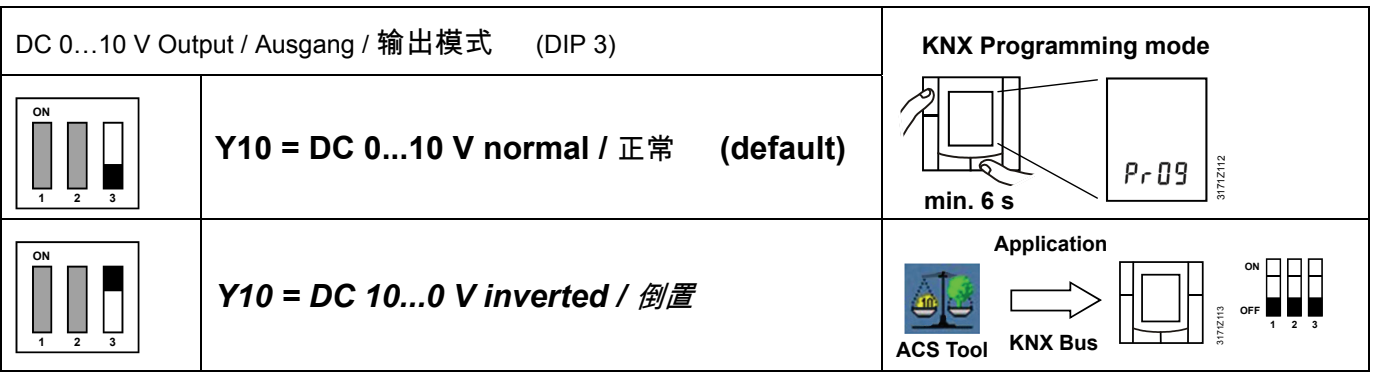 DC 0…10 V Output / Ausgang / 输出模式 (DIP 3)
ON
1 2 3
Y10 = DC 0...10 V normal / 正常 (default)
ON
1 2 3
Y10 = DC 10...0 V inverted / 倒置
KNX Programming mode
Pr09
3171Z112
min. 6 s
Application
10
ACS Tool
KNX Bus
3171Z113
ON
OFF
1 2 3